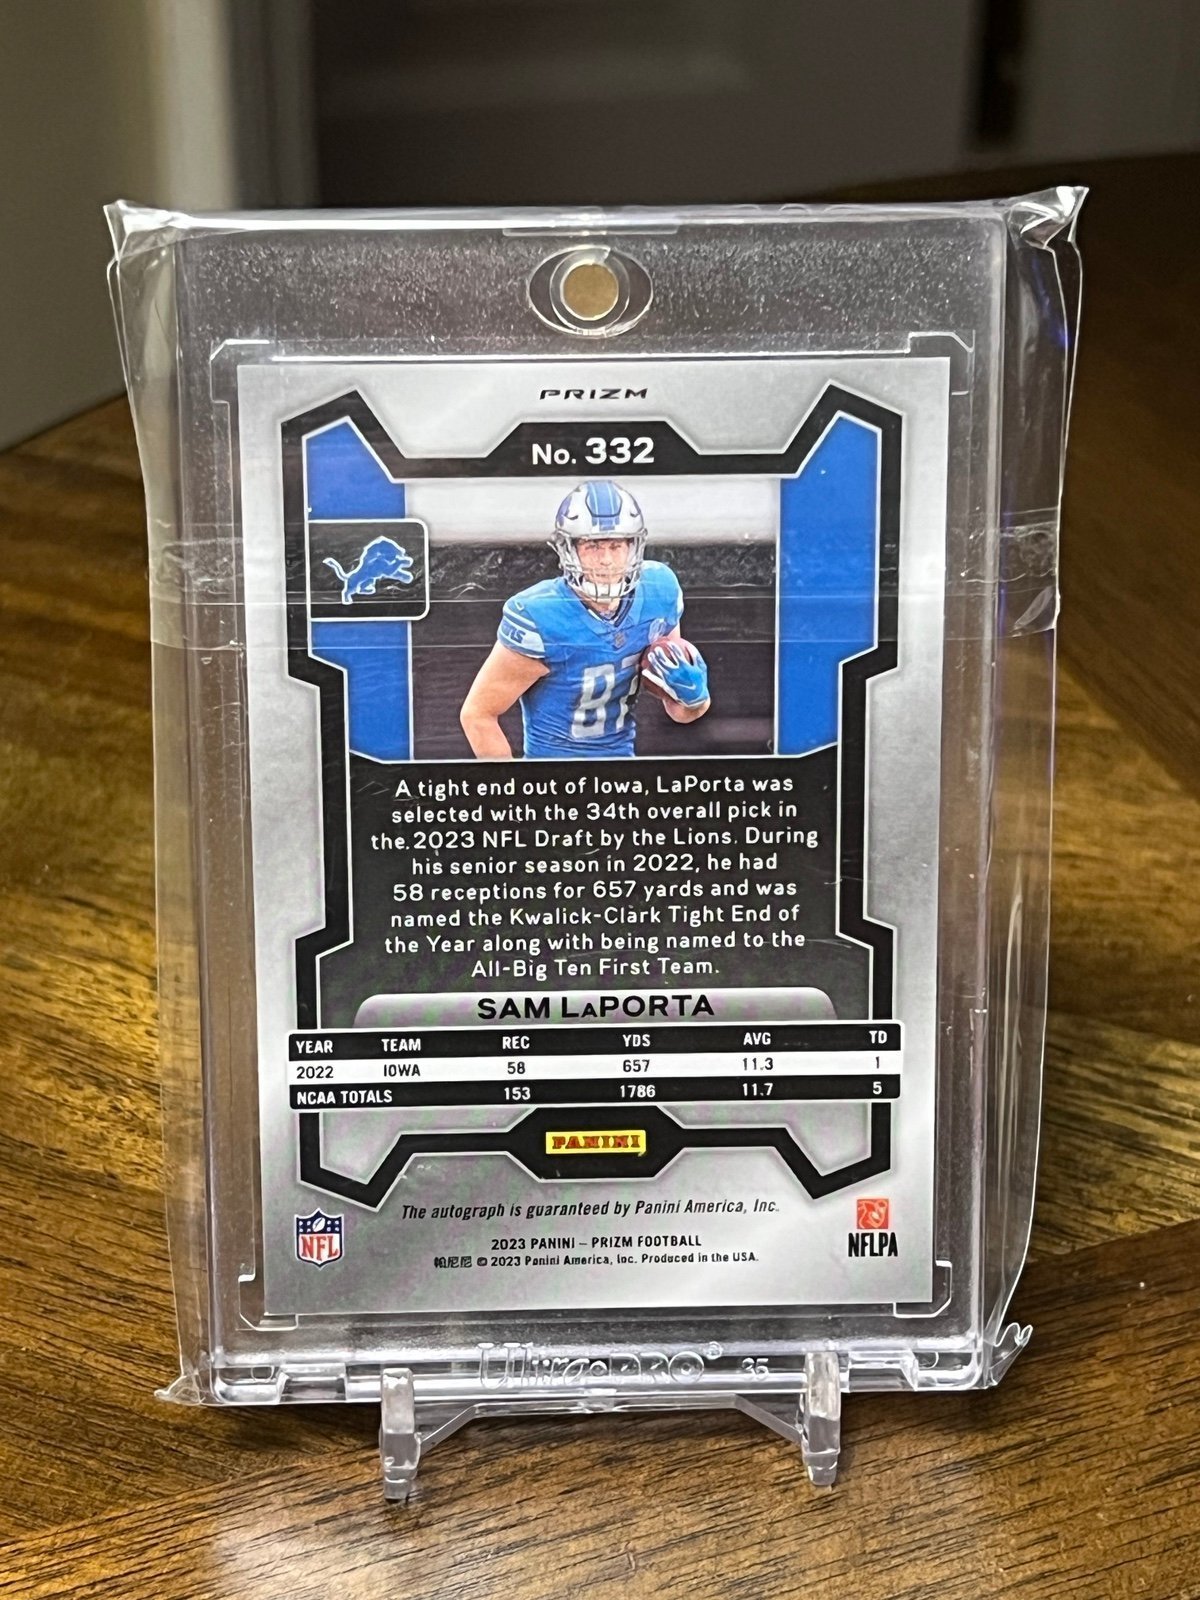 PRIZM
No. 332
87
A tight end out of Iowa, LaPorta was
selected with the 34th overall pick in
the 2023 NFL Draft by the Lions. During
his senior season in 2022, he had
58 receptions for 657 yards and was
named the Kwalick-Clark Tight End of
the Year along with being named to the
All-Big Ten First Team.
SAM LaPORTA
YEAR TEAM REC YDS AVG TD
2022 IOWA 58 657 11.3 1
NCAA TOTALS 153 1786 11.7 5
PANINI
The autograph is guaranteed by Panini America, Inc.
NFL
2023 PANINI – PRIZM FOOTBALL
NFLPA
帕尼尼 © 2023 Panini America, Inc. Produced in the USA.
Ultra·PRO® 35